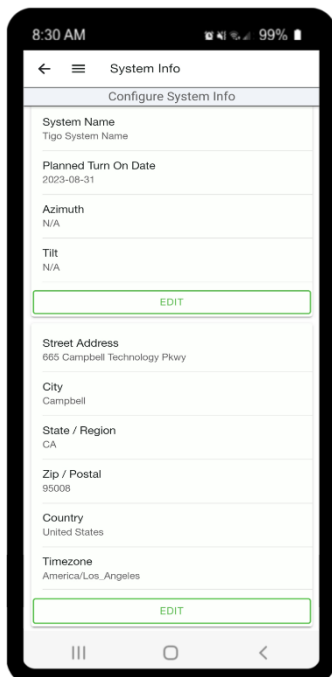 8:30 AM 99%
System Info
Configure System Info
System Name
Tigo System Name
Planned Turn On Date
2023-08-31
Azimuth
N/A
Tilt
N/A
EDIT
Street Address
665 Campbell Technology Pkwy
City
Campbell
State / Region
CA
Zip / Postal
95008
Country
United States
Timezone
America/Los_Angeles
EDIT